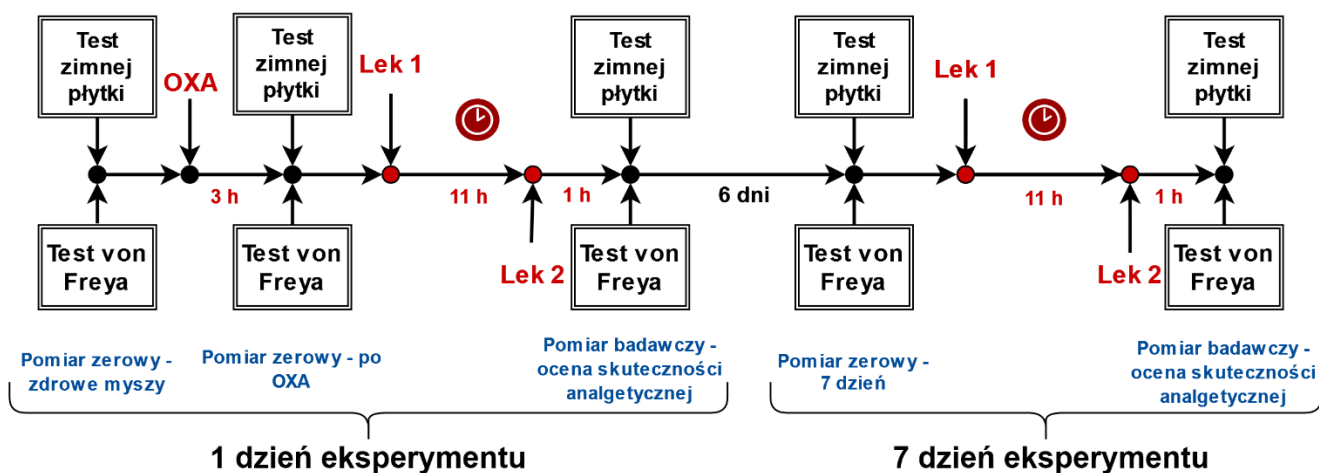 Test
zimnej
płytki
OXA
Test
zimnej
płytki
Lek 1
Test
zimnej
płytki
Test
zimnej
płytki
Lek 1
Test
zimnej
płytki
3 h
11 h
1 h
6 dni
11 h
1 h
Test von
Freya
Test von
Freya
Lek 2
Test von
Freya
Test von
Freya
Lek 2
Test von
Freya
Pomiar zerowy -
zdrowe myszy
Pomiar zerowy - po
OXA
Pomiar badawczy -
ocena skuteczności
analgetycznej
Pomiar zerowy -
7 dzień
Pomiar badawczy -
ocena skuteczności
analgetycznej
1 dzień eksperymentu
7 dzień eksperymentu